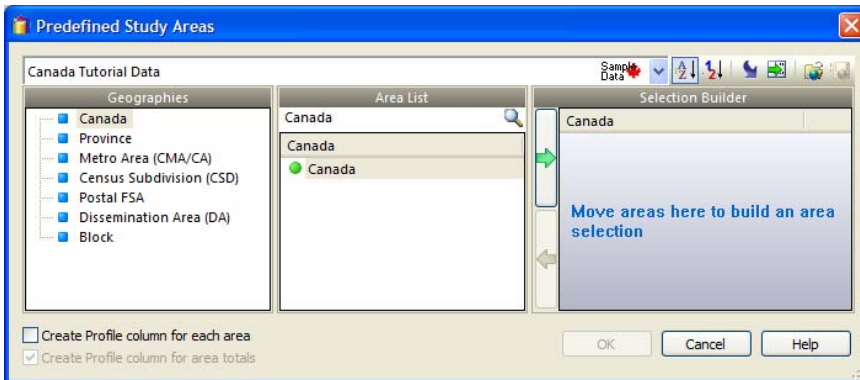 Predefined Study Areas
Canada Tutorial Data
Sample Data
Geographies
Canada
Province
Metro Area (CMA/CA)
Census Subdivision (CSD)
Postal FSA
Dissemination Area (DA)
Block
Area List
Canada
Canada
Canada
Selection Builder
Canada
Move areas here to build an area
selection
Create Profile column for each area
Create Profile column for area totals
OK
Cancel
Help